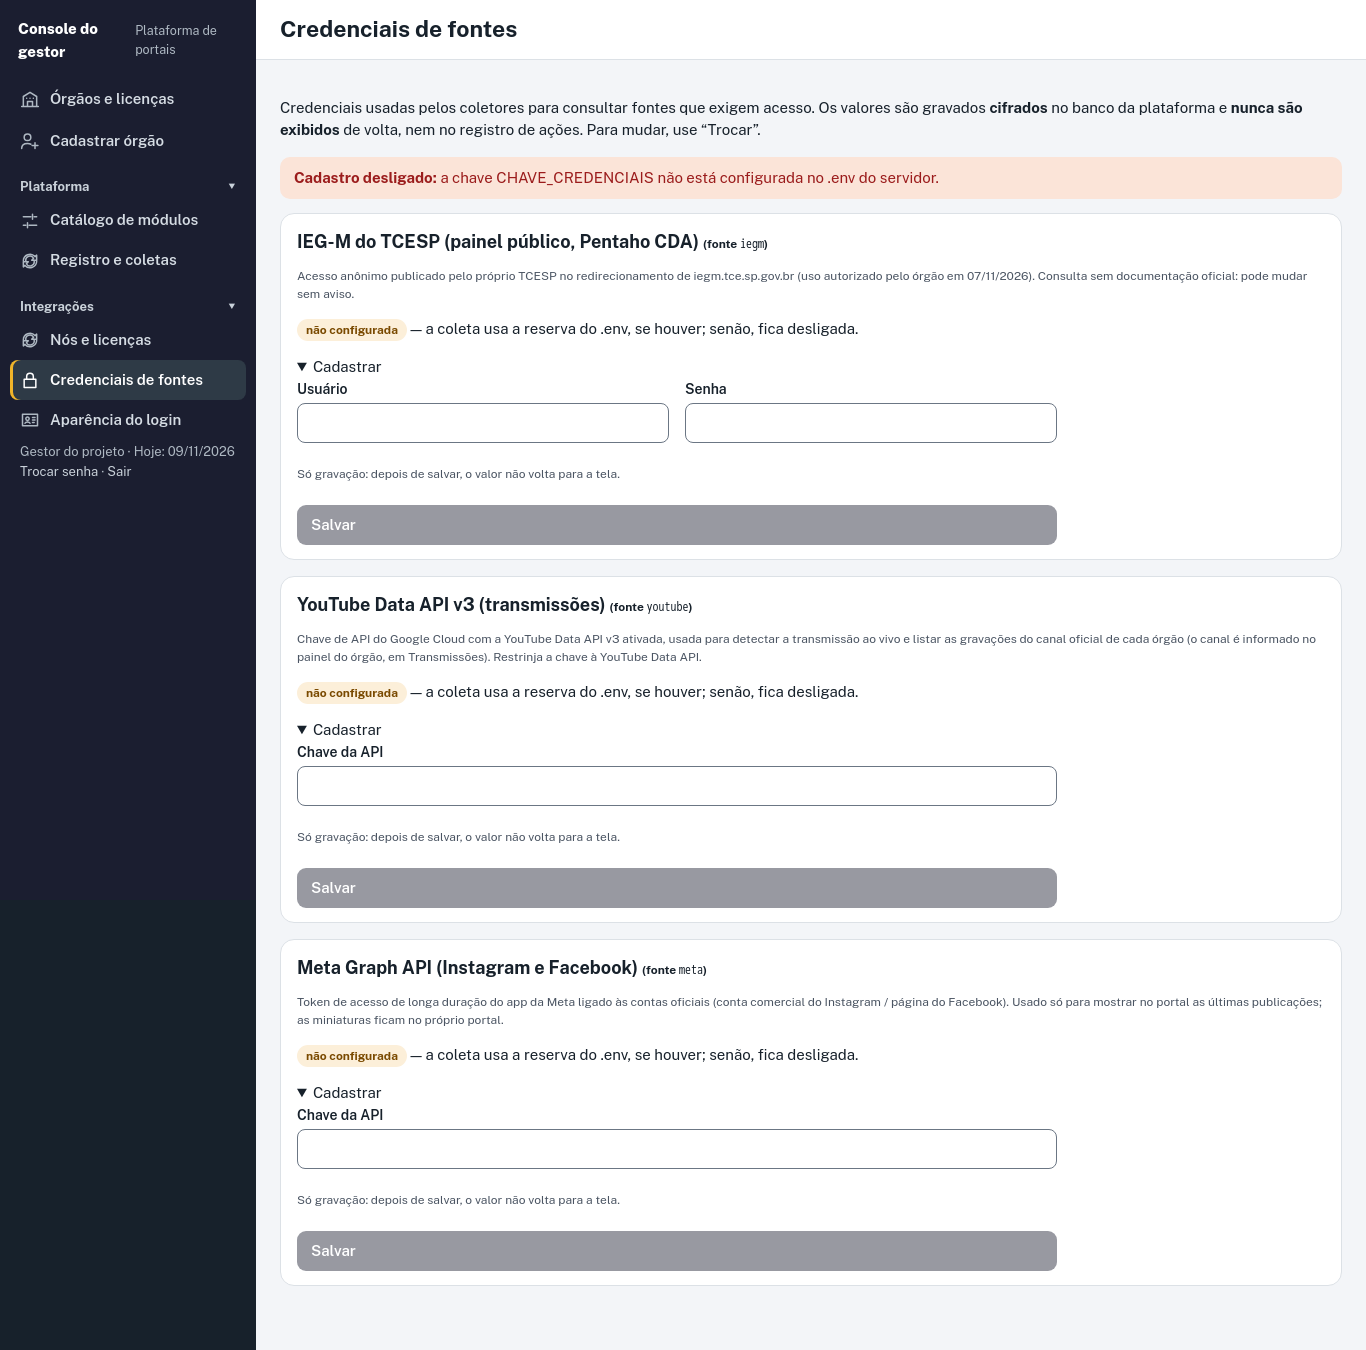 Console do
gestor
Plataforma de
portais
Órgãos e licenças
Cadastrar órgão
Plataforma ▼
Catálogo de módulos
Registro e coletas
Integrações ▼
Nós e licenças
Credenciais de fontes
Aparência do login
Gestor do projeto · Hoje: 09/11/2026
Trocar senha · Sair
Credenciais de fontes
Credenciais usadas pelos coletores para consultar fontes que exigem acesso. Os valores são gravados cifrados no banco da plataforma e nunca são
exibidos de volta, nem no registro de ações. Para mudar, use “Trocar”.
Cadastro desligado: a chave CHAVE_CREDENCIAIS não está configurada no .env do servidor.
IEG-M do TCESP (painel público, Pentaho CDA) (fonte iegm)
Acesso anônimo publicado pelo próprio TCESP no redirecionamento de iegm.tce.sp.gov.br (uso autorizado pelo órgão em 07/11/2026). Consulta sem documentação oficial: pode mudar
sem aviso.
não configurada — a coleta usa a reserva do .env, se houver; senão, fica desligada.
▼ Cadastrar
Usuário Senha
Só gravação: depois de salvar, o valor não volta para a tela.
Salvar
YouTube Data API v3 (transmissões) (fonte youtube)
Chave de API do Google Cloud com a YouTube Data API v3 ativada, usada para detectar a transmissão ao vivo e listar as gravações do canal oficial de cada órgão (o canal é informado no
painel do órgão, em Transmissões). Restrinja a chave à YouTube Data API.
não configurada — a coleta usa a reserva do .env, se houver; senão, fica desligada.
▼ Cadastrar
Chave da API
Só gravação: depois de salvar, o valor não volta para a tela.
Salvar
Meta Graph API (Instagram e Facebook) (fonte meta)
Token de acesso de longa duração do app da Meta ligado às contas oficiais (conta comercial do Instagram / página do Facebook). Usado só para mostrar no portal as últimas publicações;
as miniaturas ficam no próprio portal.
não configurada — a coleta usa a reserva do .env, se houver; senão, fica desligada.
▼ Cadastrar
Chave da API
Só gravação: depois de salvar, o valor não volta para a tela.
Salvar